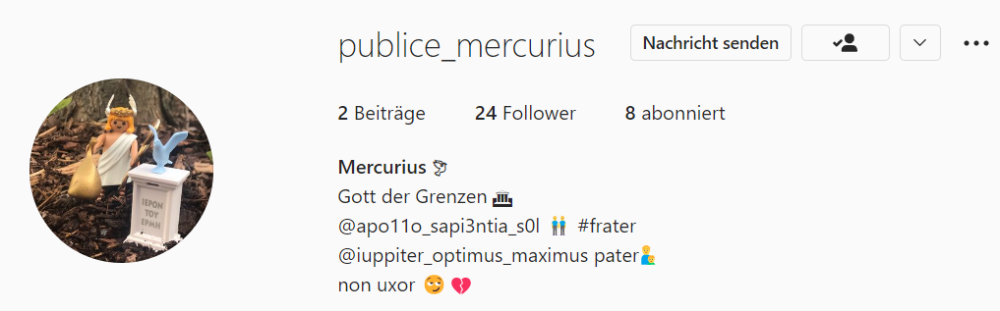 publice_mercurius
Nachricht senden
2 Beiträge 24 Follower 8 abonniert
Mercurius
Gott der Grenzen
@apo11o_sapi3ntia_s0l #frater
@iuppiter_optimus_maximus pater
non uxor
ΙΕΡΟΝ
ΤΟΥ
ΕΡΜΗ